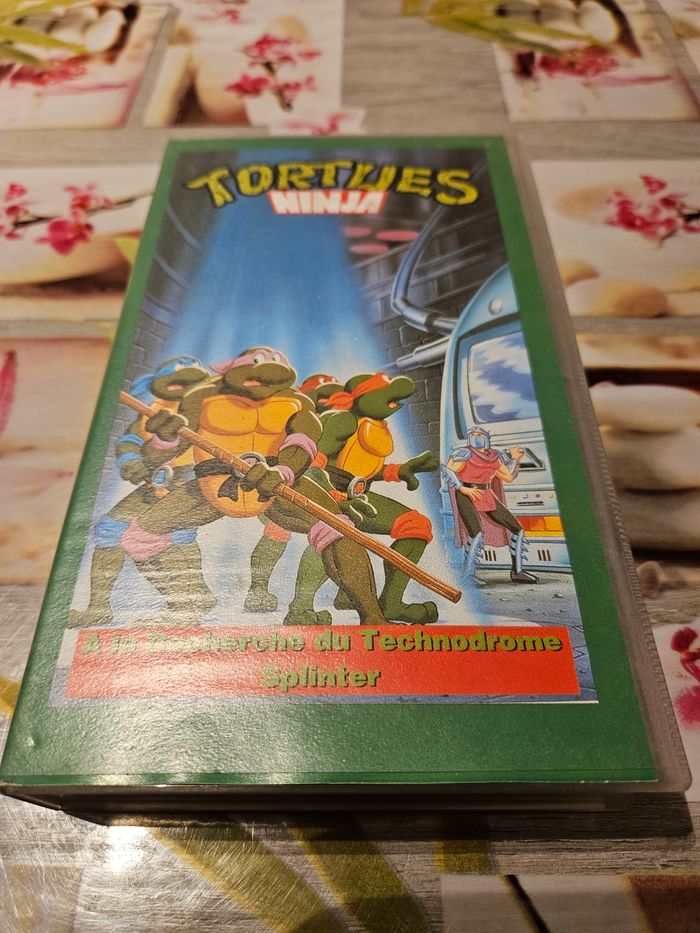 TORTUES
NINJA
A la Recherche du Technodrome
Splinter